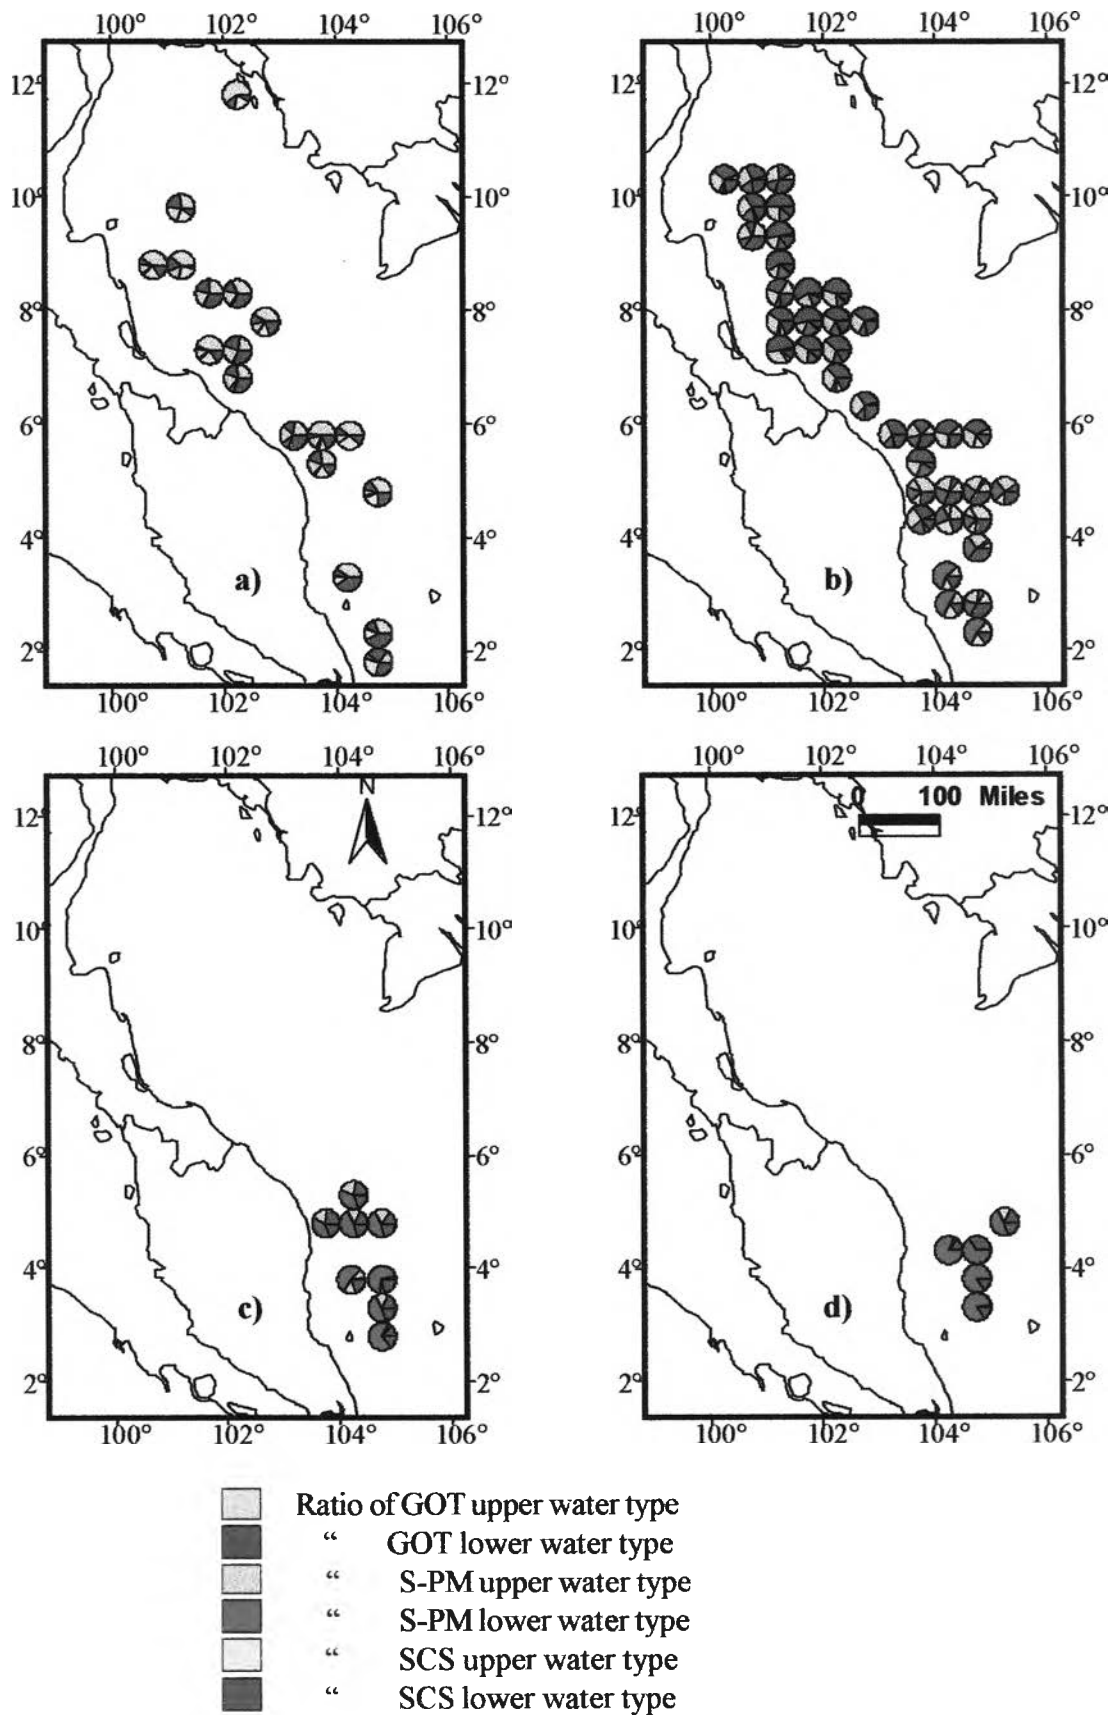 100° 102° 104° 106° 100° 102° 104° 106°
12° 12° 12°
10° 10° 10° 10°
8° 8° 8° 8°
6° 6° 6° 6°
4° 4° 4° 4°
a) b)
2° 2° 2° 2°
100° 102° 104° 106° 100° 102° 104° 106°
100° 102° 104° 106° 100° 102° 104° 106°
N 0 100 Miles
12° 12° 12° 12°
10° 10° 10° 10°
8° 8° 8° 8°
6° 6° 6° 6°
4° 4° 4° 4°
c) d)
2° 2° 2° 2°
100° 102° 104° 106° 100° 102° 104° 106°
Ratio of GOT upper water type
“ GOT lower water type
“ S-PM upper water type
“ S-PM lower water type
“ SCS upper water type
“ SCS lower water type